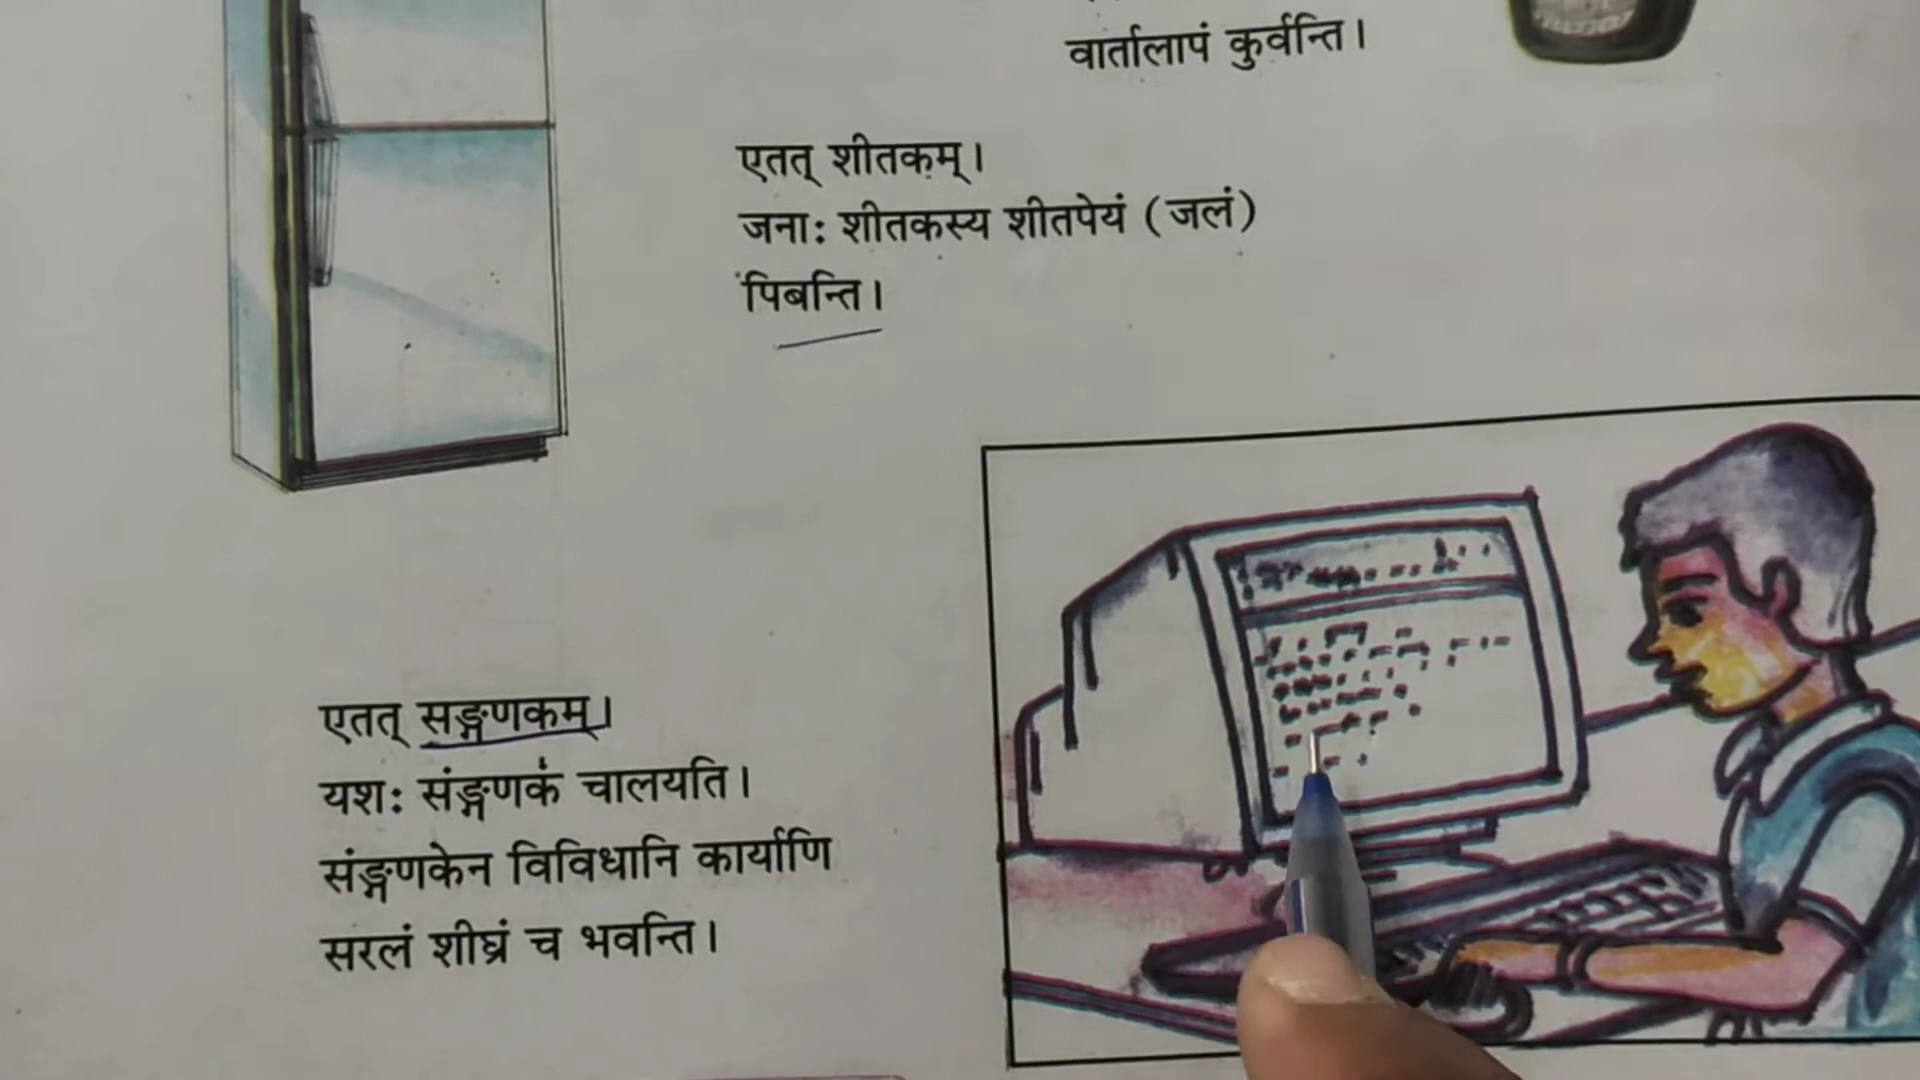 वार्तालापं कुर्वन्ति।
एतत् शीतकम्।
जनाः शीतकस्य शीतपेयं (जलं)
पिबन्ति।
एतत् सङ्गणकम्।
यशः संङ्गणकं चालयति।
संङ्गणकेन विविधानि कार्याणि
सरलं शीघ्रं च भवन्ति।